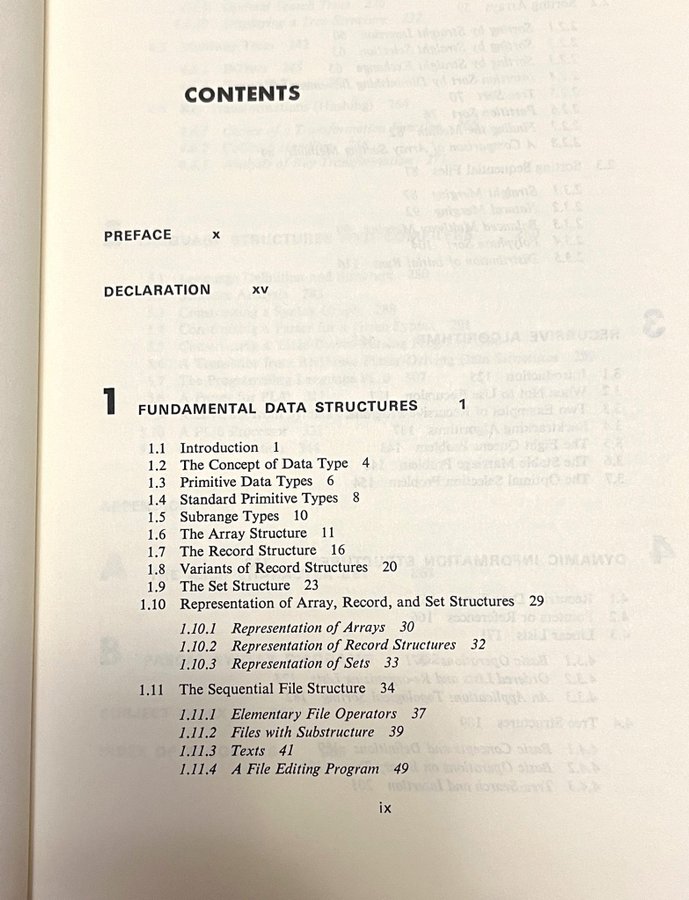 CONTENTS
PREFACE x
DECLARATION xv
1 FUNDAMENTAL DATA STRUCTURES 1
1.1 Introduction 1
1.2 The Concept of Data Type 4
1.3 Primitive Data Types 6
1.4 Standard Primitive Types 8
1.5 Subrange Types 10
1.6 The Array Structure 11
1.7 The Record Structure 16
1.8 Variants of Record Structures 20
1.9 The Set Structure 23
1.10 Representation of Array, Record, and Set Structures 29
1.10.1 Representation of Arrays 30
1.10.2 Representation of Record Structures 32
1.10.3 Representation of Sets 33
1.11 The Sequential File Structure 34
1.11.1 Elementary File Operators 37
1.11.2 Files with Substructure 39
1.11.3 Texts 41
1.11.4 A File Editing Program 49
ix